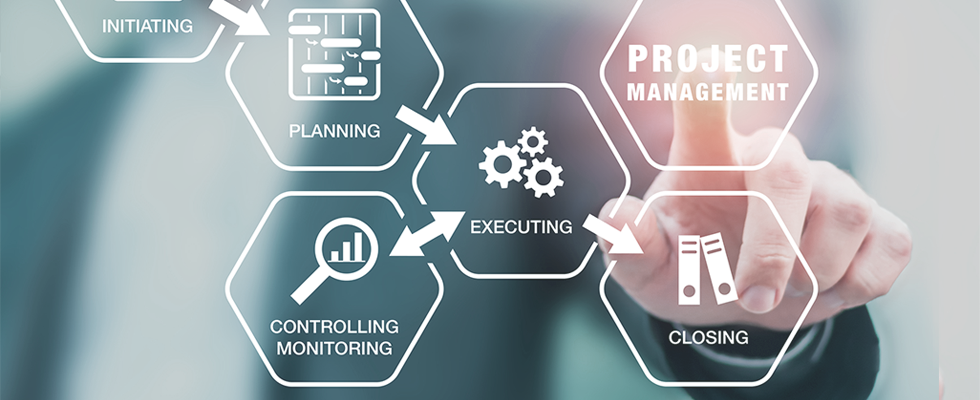 INITIATING
PLANNING
PROJECT
MANAGEMENT
EXECUTING
CONTROLLING
MONITORING
CLOSING